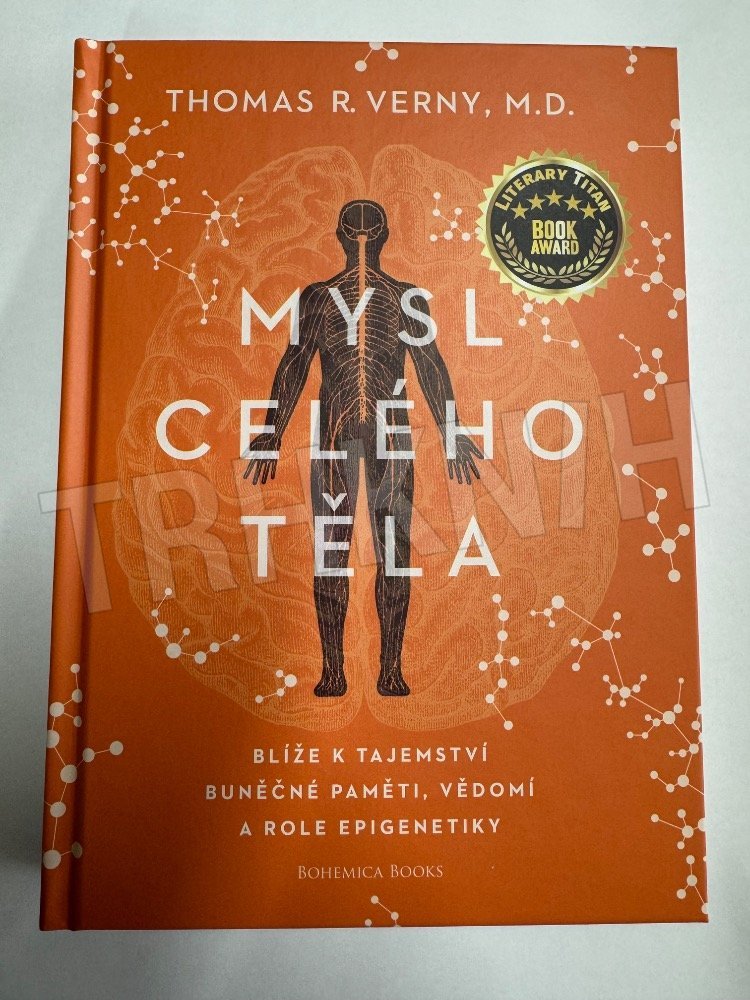 THOMAS R. VERNY, M.D.
LITERARY TITAN
BOOK
AWARD
MYSL
CELÉHO
TĚLA
TRHKNIH
BLÍŽE K TAJEMSTVÍ
BUNĚČNÉ PAMĚTI, VĚDOMÍ
A ROLE EPIGENETIKY
BOHEMICA BOOKS